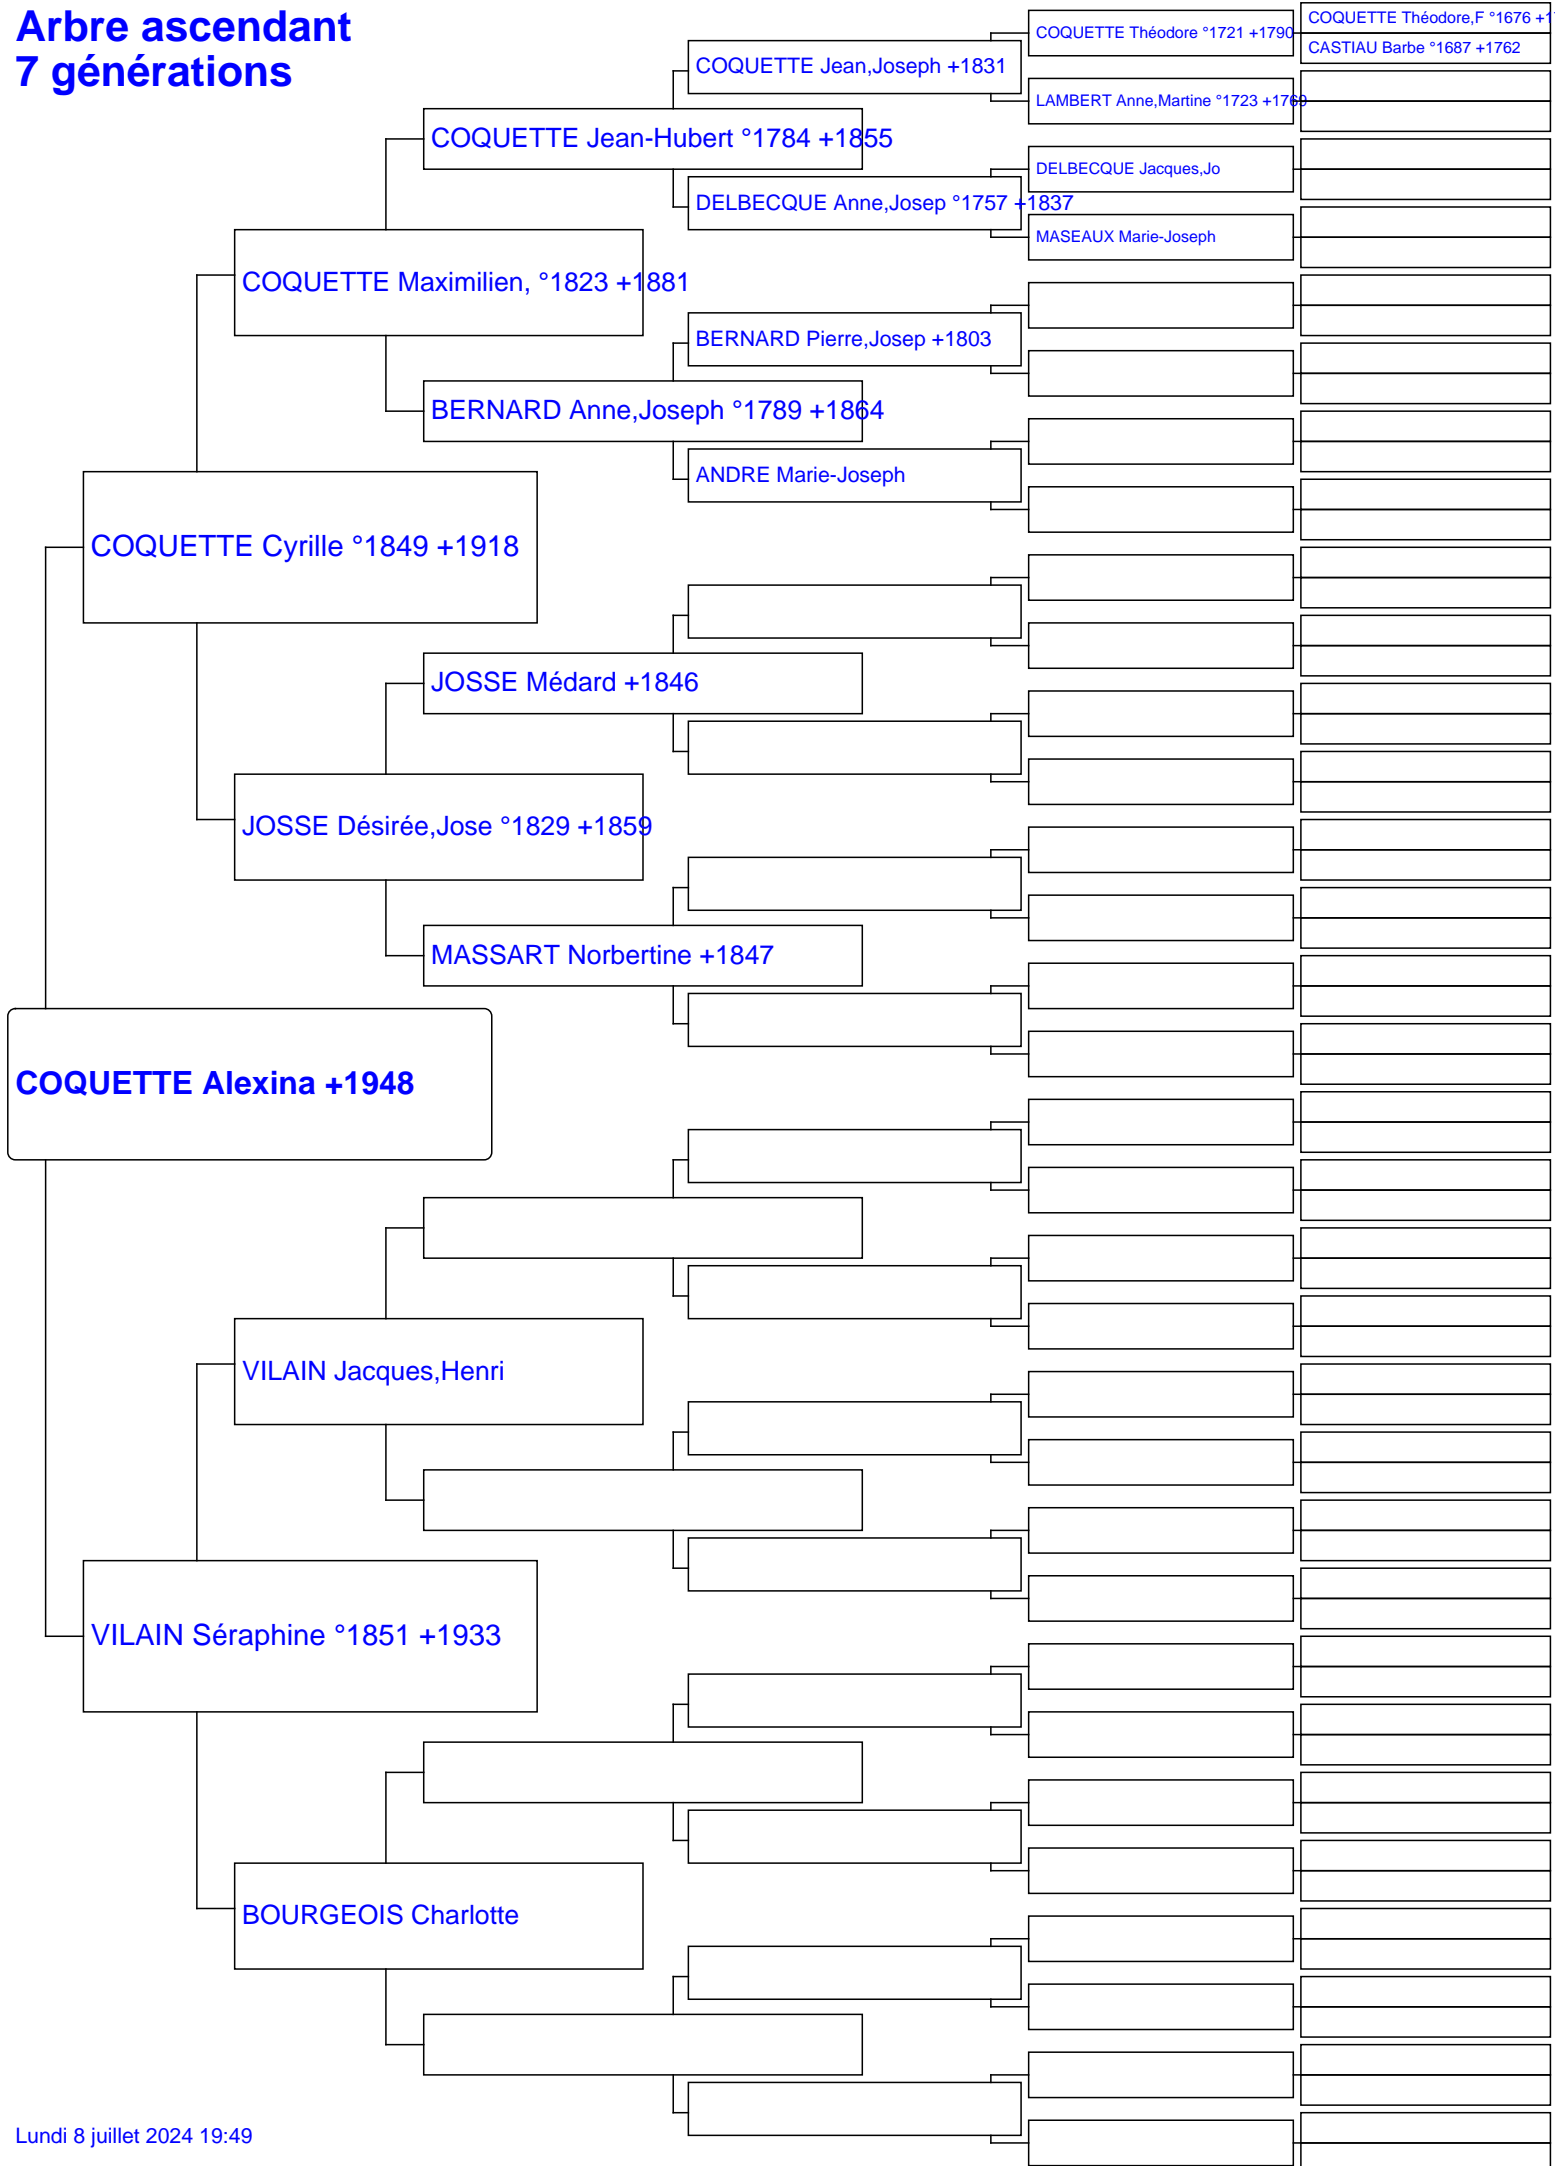 Arbre ascendant
7 générations
COQUETTE Théodore,F °1676 +1
CASTIAU Barbe °1687 +1762
COQUETTE Théodore °1721 +1790
COQUETTE Jean,Joseph +1831
LAMBERT Anne,Martine °1723 +1769
COQUETTE Jean-Hubert °1784 +1855
DELBECQUE Jacques,Jo
DELBECQUE Anne,Josep °1757 +1837
MASEAUX Marie-Joseph
COQUETTE Maximilien, °1823 +1881
BERNARD Pierre,Josep +1803
BERNARD Anne,Joseph °1789 +1864
ANDRE Marie-Joseph
COQUETTE Cyrille °1849 +1918
JOSSE Médard +1846
JOSSE Désirée,Jose °1829 +1859
MASSART Norbertine +1847
COQUETTE Alexina +1948
VILAIN Jacques,Henri
VILAIN Séraphine °1851 +1933
BOURGEOIS Charlotte
Lundi 8 juillet 2024 19:49